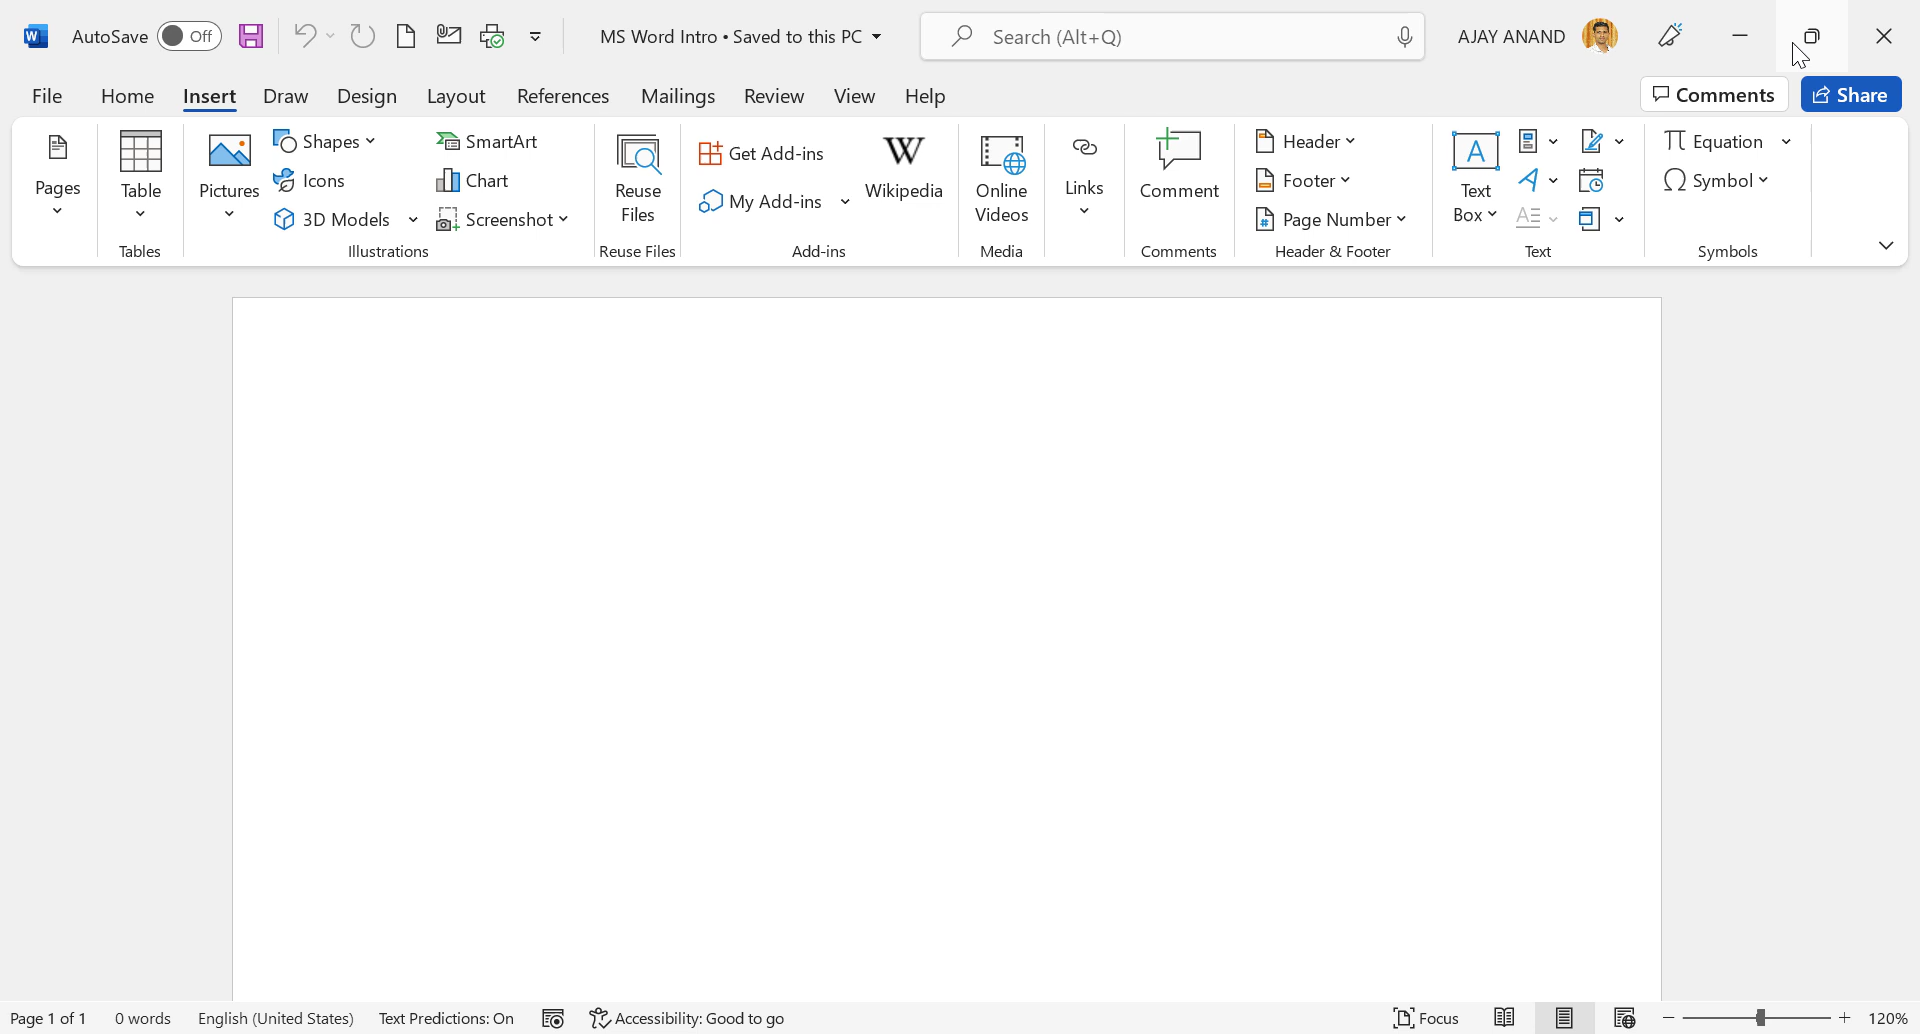 AutoSave Off MS Word Intro • Saved to this PC Search (Alt+Q) AJAY ANAND
File Home Insert Draw Design Layout References Mailings Review View Help Comments Share
Pages
Table
Tables
Pictures
Shapes
Icons
3D Models
SmartArt
Chart
Screenshot
Illustrations
Reuse
Files
Reuse Files
Get Add-ins
My Add-ins
Wikipedia
Add-ins
Online
Videos
Media
Links
Comment
Comments
Header
Footer
Page Number
Header & Footer
Text
Box
Text
Equation
Symbol
Symbols
Page 1 of 1 0 words English (United States) Text Predictions: On Accessibility: Good to go Focus 120%